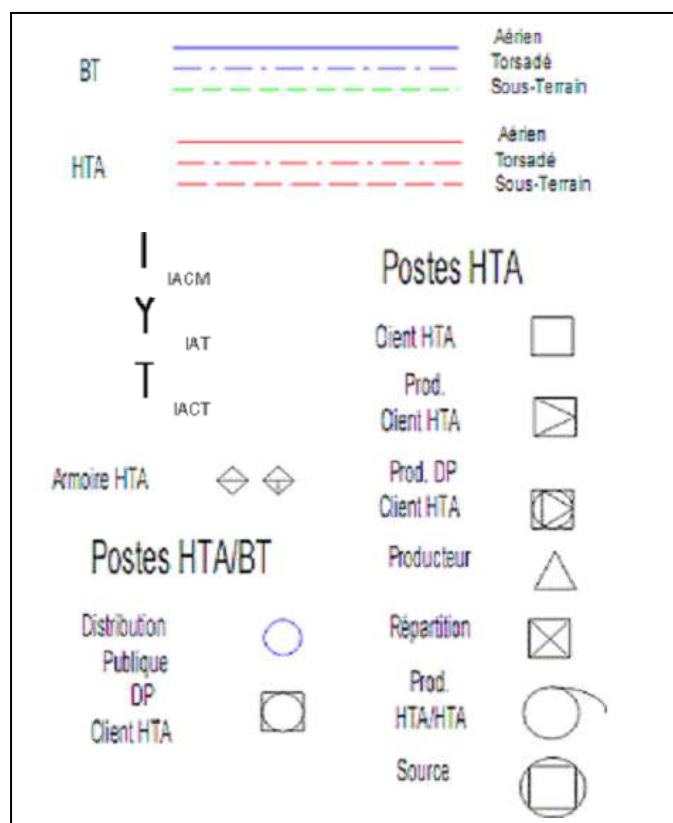 BT
Aérien
Torsadé
Sous-Terrain
HTA
Aérien
Torsadé
Sous-Terrain
IACM
IAT
IACT
Armoire HTA
Postes HTA/BT
Distribution
Publique
DP
Client HTA
Postes HTA
Client HTA
Prod.
Client HTA
Prod. DP
Client HTA
Producteur
Répartition
Prod.
HTA/HTA
Source